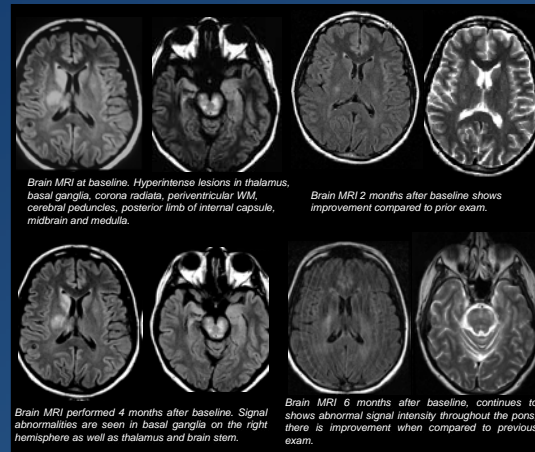 Brain MRI at baseline. Hyperintense lesions in thalamus,
basal ganglia, corona radiata, periventricular WM,
cerebral peduncles, posterior limb of internal capsule,
midbrain and medulla.
Brain MRI 2 months after baseline shows
improvement compared to prior exam.
Brain MRI performed 4 months after baseline. Signal
abnormalities are seen in basal ganglia on the right
hemisphere as well as thalamus and brain stem.
Brain MRI 6 months after baseline, continues to
shows abnormal signal intensity throughout the pons,
there is improvement when compared to previous
exam.